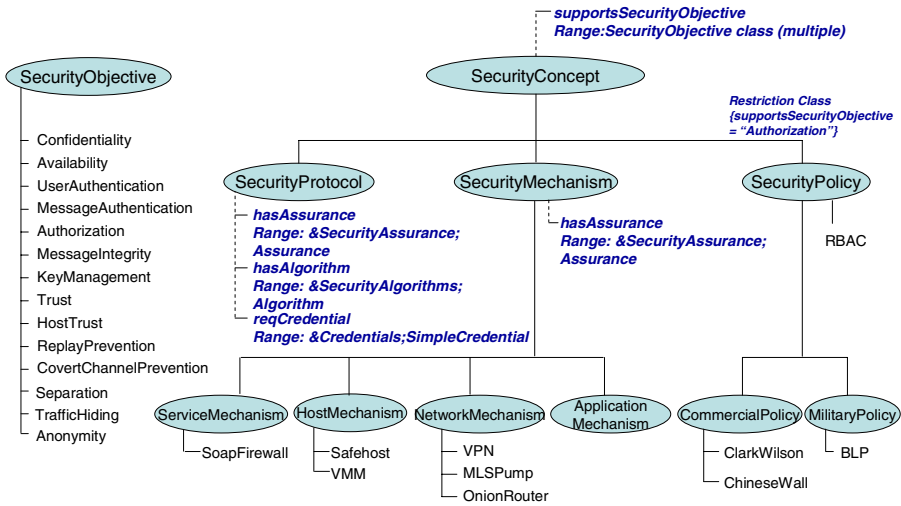 supportsSecurityObjective
Range:SecurityObjective class (multiple)
SecurityObjective
SecurityConcept
Restriction Class
{supportsSecurityObjective
= “Authorization”}
Confidentiality
Availability
UserAuthentication
MessageAuthentication
Authorization
MessageIntegrity
KeyManagement
Trust
HostTrust
ReplayPrevention
CovertChannelPrevention
Separation
TrafficHiding
Anonymity
SecurityProtocol
hasAssurance
Range: &SecurityAssurance;
Assurance
hasAlgorithm
Range: &SecurityAlgorithms;
Algorithm
reqCredential
Range: &Credentials;SimpleCredential
SecurityMechanism
hasAssurance
Range: &SecurityAssurance;
Assurance
SecurityPolicy
RBAC
ServiceMechanism
SoapFirewall
HostMechanism
Safehost
VMM
NetworkMechanism
VPN
MLSPump
OnionRouter
Application
Mechanism
CommercialPolicy
ClarkWilson
ChineseWall
MilitaryPolicy
BLP